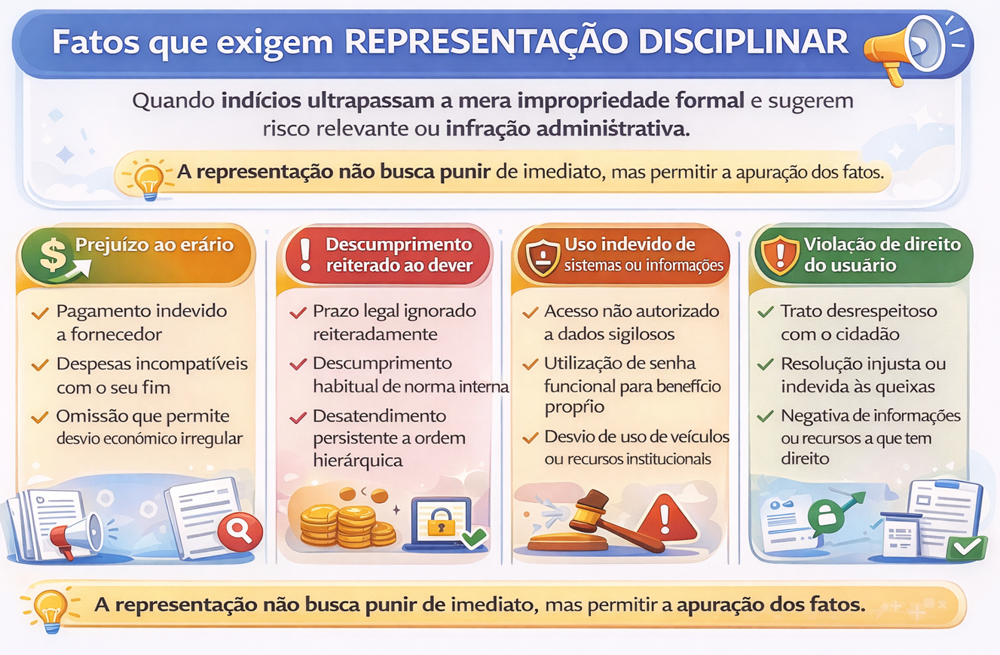 Fatos que exigem REPRESENTAÇÃO DISCIPLINAR
Quando indícios ultrapassam a mera impropriedade formal e sugerem
risco relevante ou infração administrativa.
A representação não busca punir de imediato, mas permitir a apuração dos fatos.
Prejuízo ao erário
Pagamento indevido
a fornecedor
Despesas incompatíveis
com o seu fim
Omissão que permite
desvio económico irregular
Descumprimento
reiterado ao dever
Prazo legal ignorado
reiteradamente
Descumprimento
habitual de norma interna
Desatendimento
persistente a ordem
hierárquica
Uso indevido de
sistemas ou informações
Acesso não autorizado
a dados sigilosos
Utilização de senha
funcional para benefício
próprio
Desvio de uso de veículos
ou recursos institucionals
Violação de direito
do usuário
Trato desrespeitoso
com o cidadão
Resolução injusta ou
indevida às queixas
Negativa de informações
ou recursos a que tem
direito
A representação não busca punir de imediato, mas permitir a apuração dos fatos.